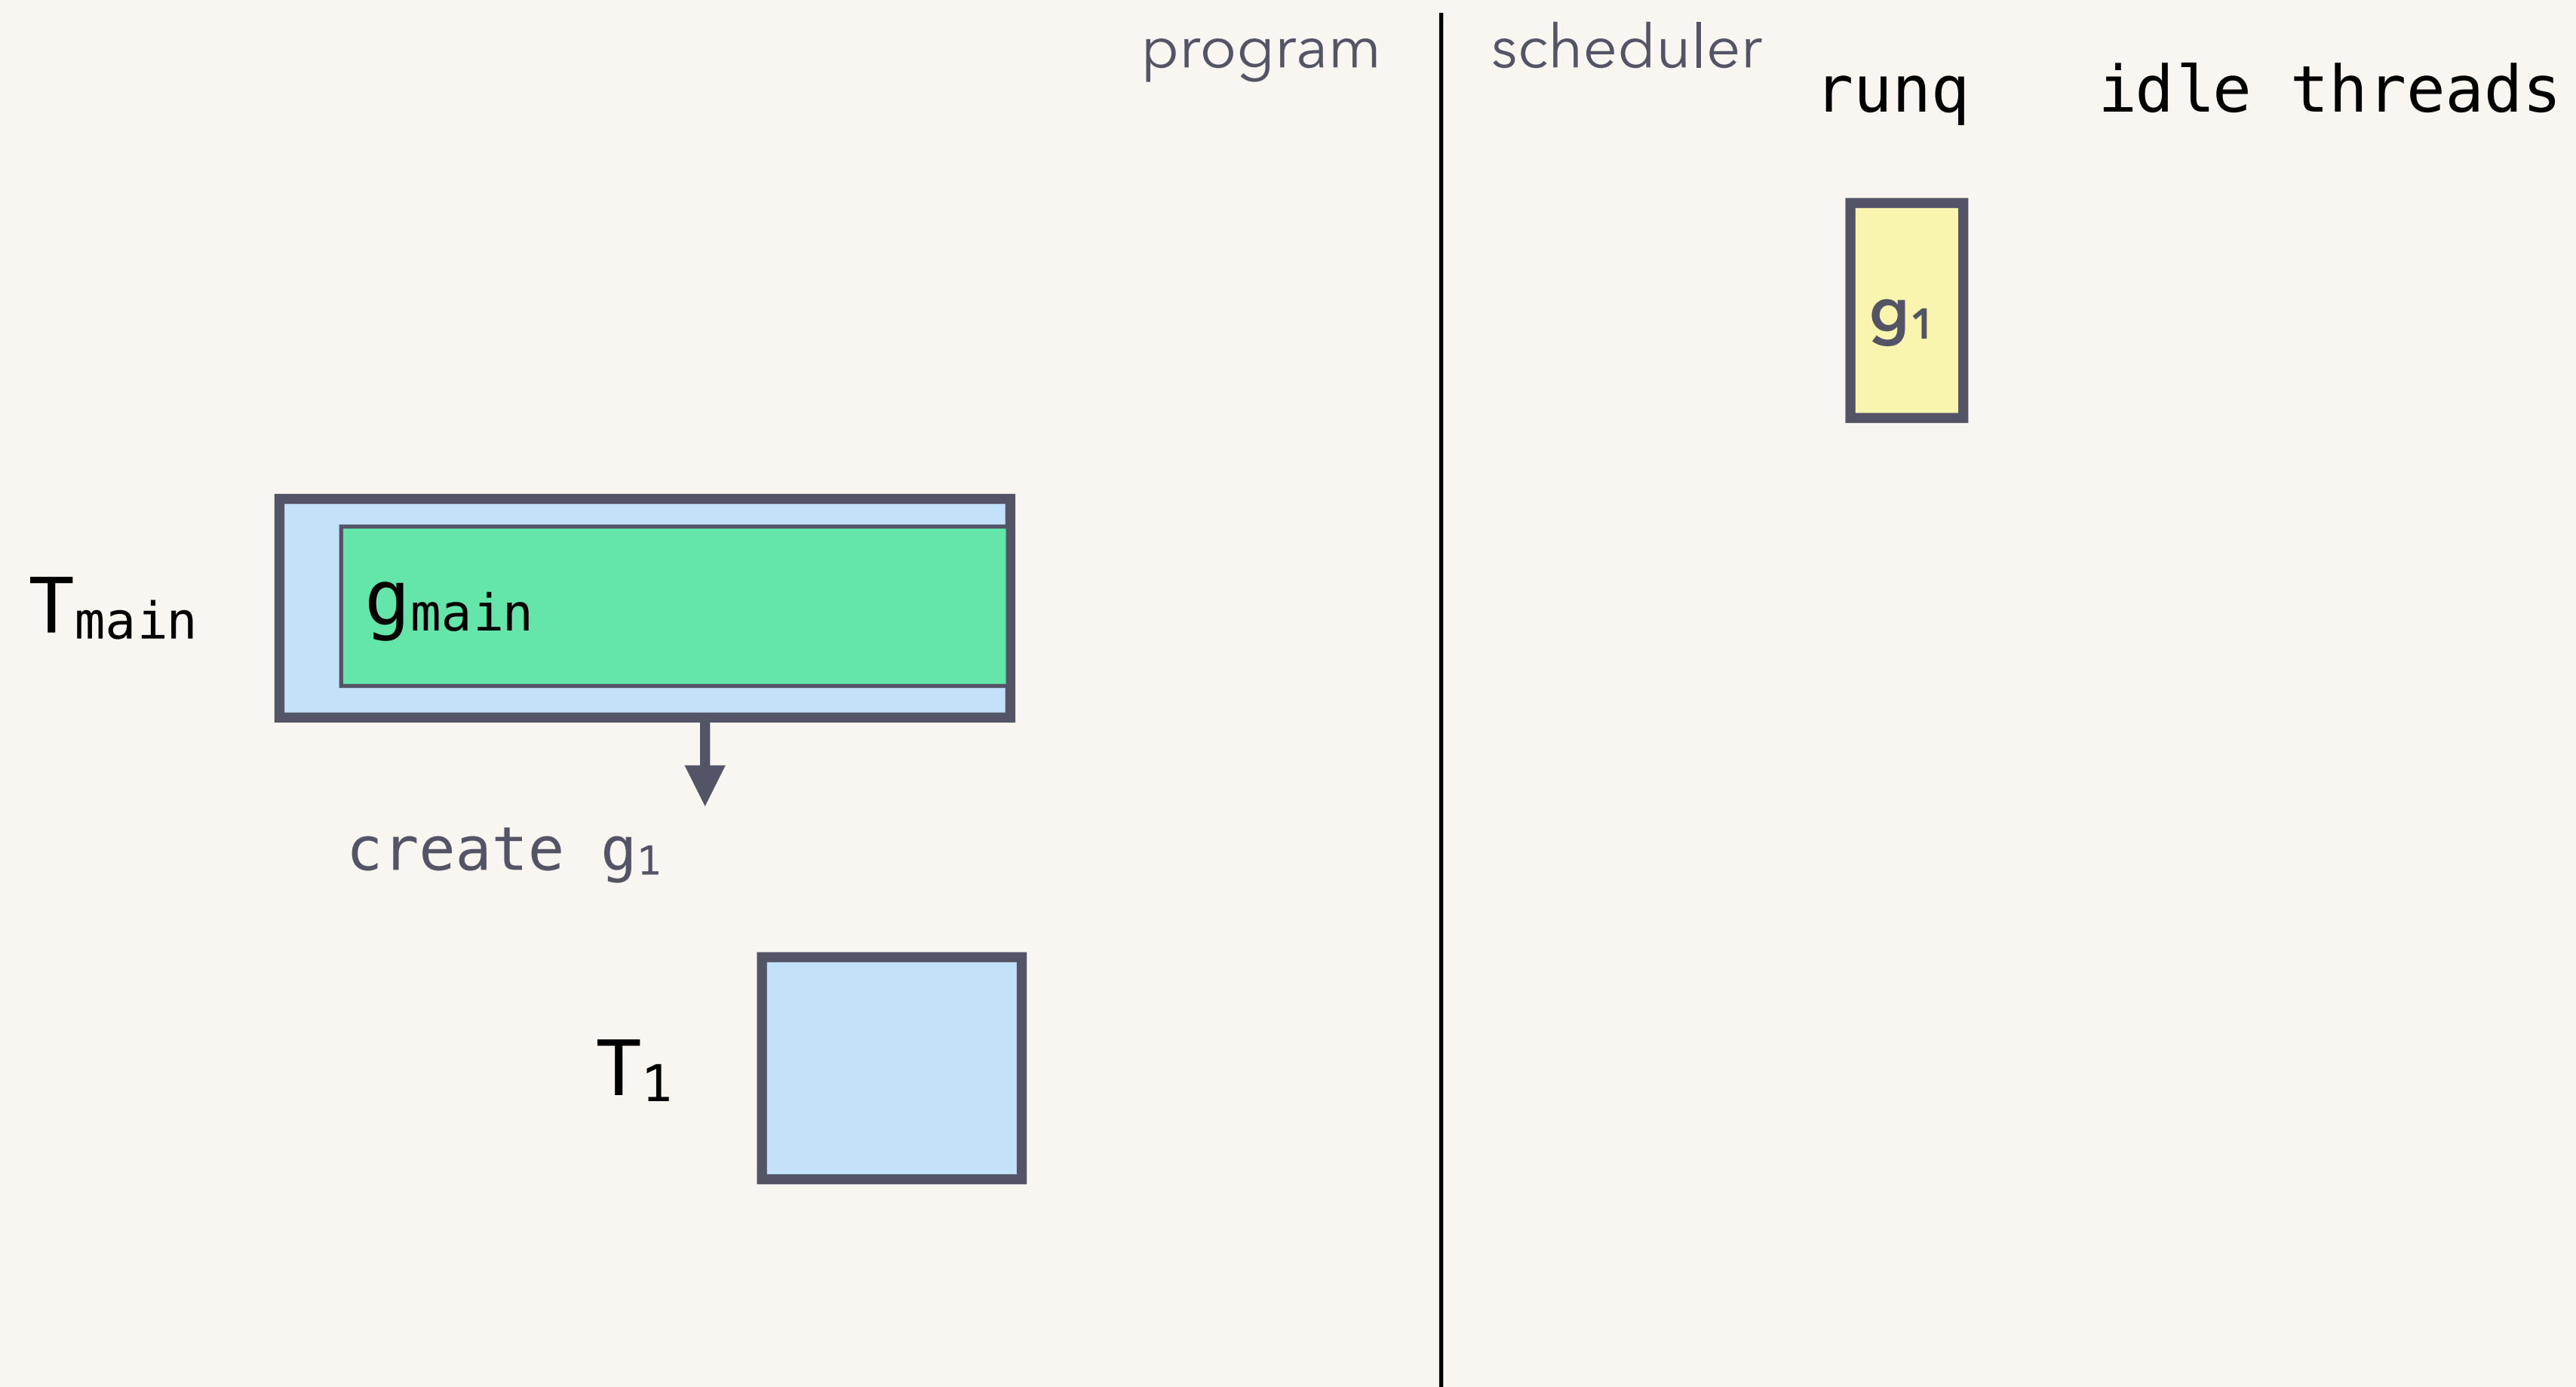 program
scheduler
runq
idle threads
g₁
Tmain
gmain
create g₁
T₁